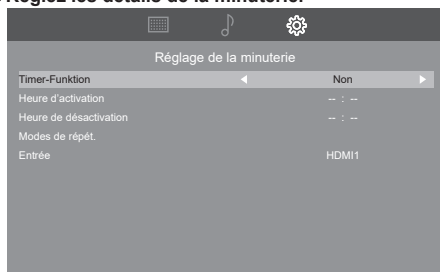 Réglez les détails de la minuterie.
Réglage de la minuterie
Timer-Funktion Non
Heure d'activation -- : --
Heure de désactivation -- : --
Modes de répét.
Entrée HDMI1